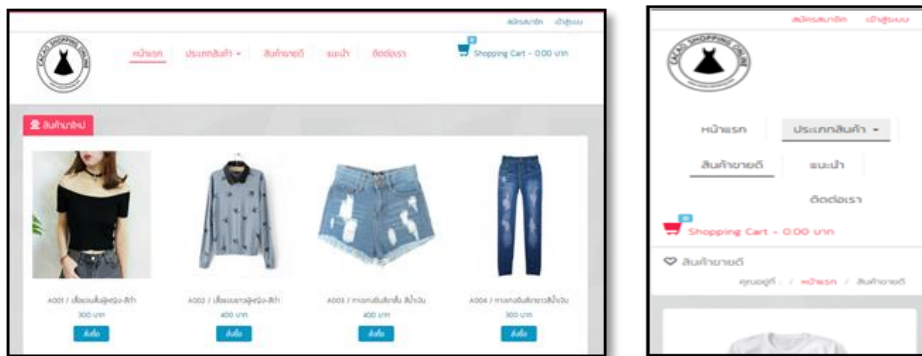 สมัครสมาชิก เข้าสู่ระบบ
CACAO SHOPPING ONLINE
หน้าแรก ประเภทสินค้า สินค้าขายดี แนะนำ ติดต่อเรา
0
Shopping Cart - 0.00 บาท
สินค้ามาใหม่
A001 / เสื้อแขนสั้นผู้หญิง-สีดำ
300 บาท
สั่งซื้อ
A002 / เสื้อแขนยาวผู้หญิง-สีดำ
400 บาท
สั่งซื้อ
A003 / กางเกงยีนส์ขาสั้น สีน้ำเงิน
400 บาท
สั่งซื้อ
A004 / กางเกงยีนส์ขายาวสีน้ำเงิน
300 บาท
สั่งซื้อ
สมัครสมาชิก เข้าสู่ระบบ
CACAO SHOPPING ONLINE
หน้าแรก ประเภทสินค้า
สินค้าขายดี แนะนำ
ติดต่อเรา
0
Shopping Cart - 0.00 บาท
สินค้าขายดี
คุณอยู่ที่ : / หน้าแรก / สินค้าขายดี